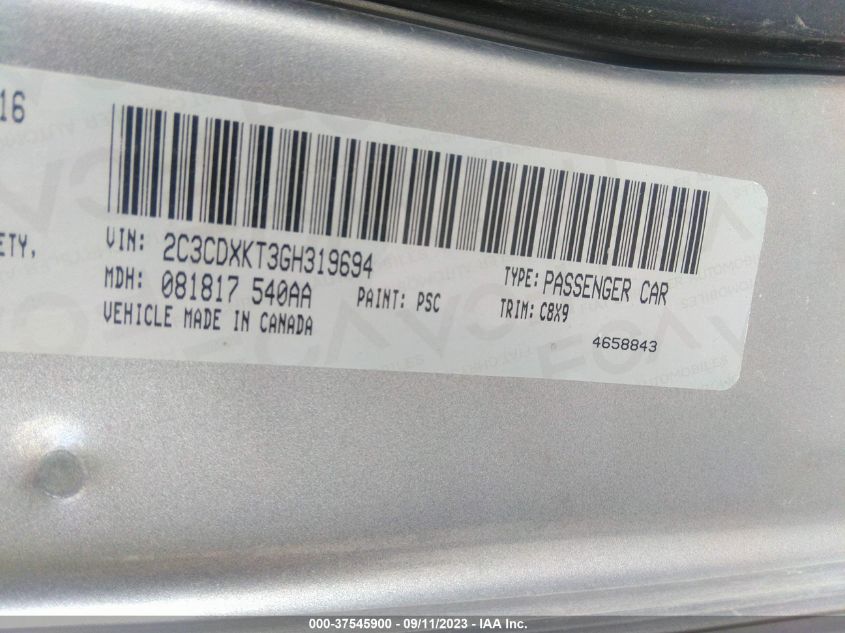 16
ETY,
VIN: 2C3CDXKT3GH319694
TYPE: PASSENGER CAR
MDH: 081817 540AA
PAINT: PSC
TRIM: C8X9
VEHICLE MADE IN CANADA
4658843
000-37545900 - 09/11/2023 - IAA Inc.